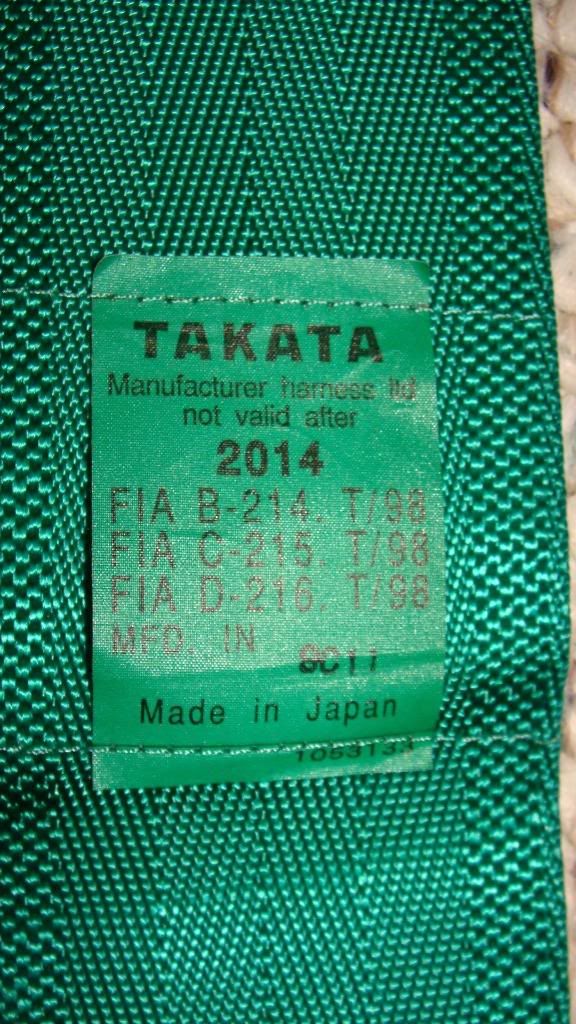 TAKATA
Manufacturer harness ltd
not valid after
2014
FIA B-214. T/98
FIA C-215. T/98
FIA D-216. T/98
MFD. IN
Made in Japan